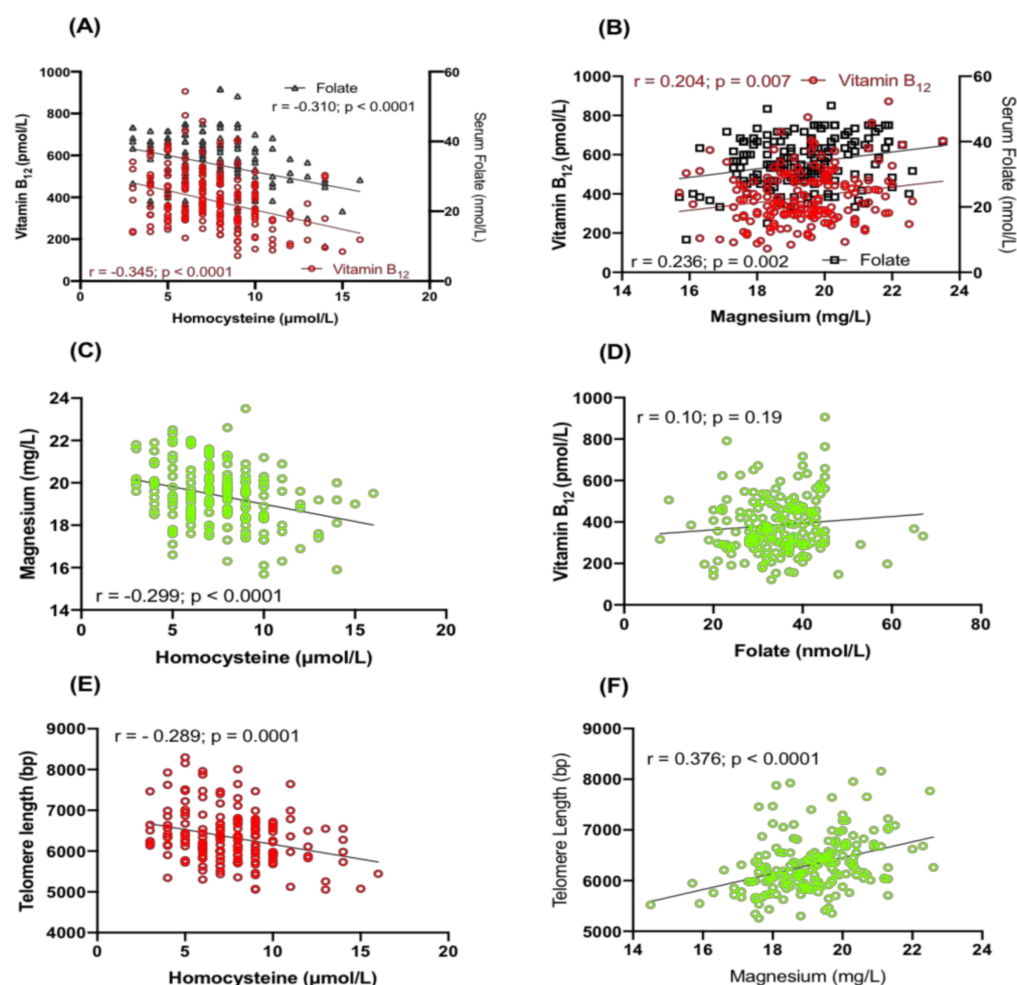 (A)
1000
800
600
400
200
0
Vitamin B12 (pmol/L)
Folate
r = -0.310; p < 0.0001
r = -0.345; p < 0.0001
Vitamin B12
60
40
20
0
Serum Folate (nmol/L)
0 5 10 15 20
Homocysteine (µmol/L)
(B)
1000
800
600
400
200
0
Vitamin B12 (pmol/L)
r = 0.204; p = 0.007 Vitamin B12
r = 0.236; p = 0.002 Folate
60
40
20
0
Serum Folate (nmol/L)
14 16 18 20 22 24
Magnesium (mg/L)
(C)
24
22
20
18
16
14
Magnesium (mg/L)
r = -0.299; p < 0.0001
0 5 10 15 20
Homocysteine (µmol/L)
(D)
1000
800
600
400
200
0
Vitamin B12 (pmol/L)
r = 0.10; p = 0.19
0 20 40 60 80
Folate (nmol/L)
(E)
9000
8000
7000
6000
5000
4000
Telomere length (bp)
r = - 0.289; p = 0.0001
0 5 10 15 20
Homocysteine (µmol/L)
(F)
9000
8000
7000
6000
5000
Telomere Length (bp)
r = 0.376; p < 0.0001
14 16 18 20 22 24
Magnesium (mg/L)